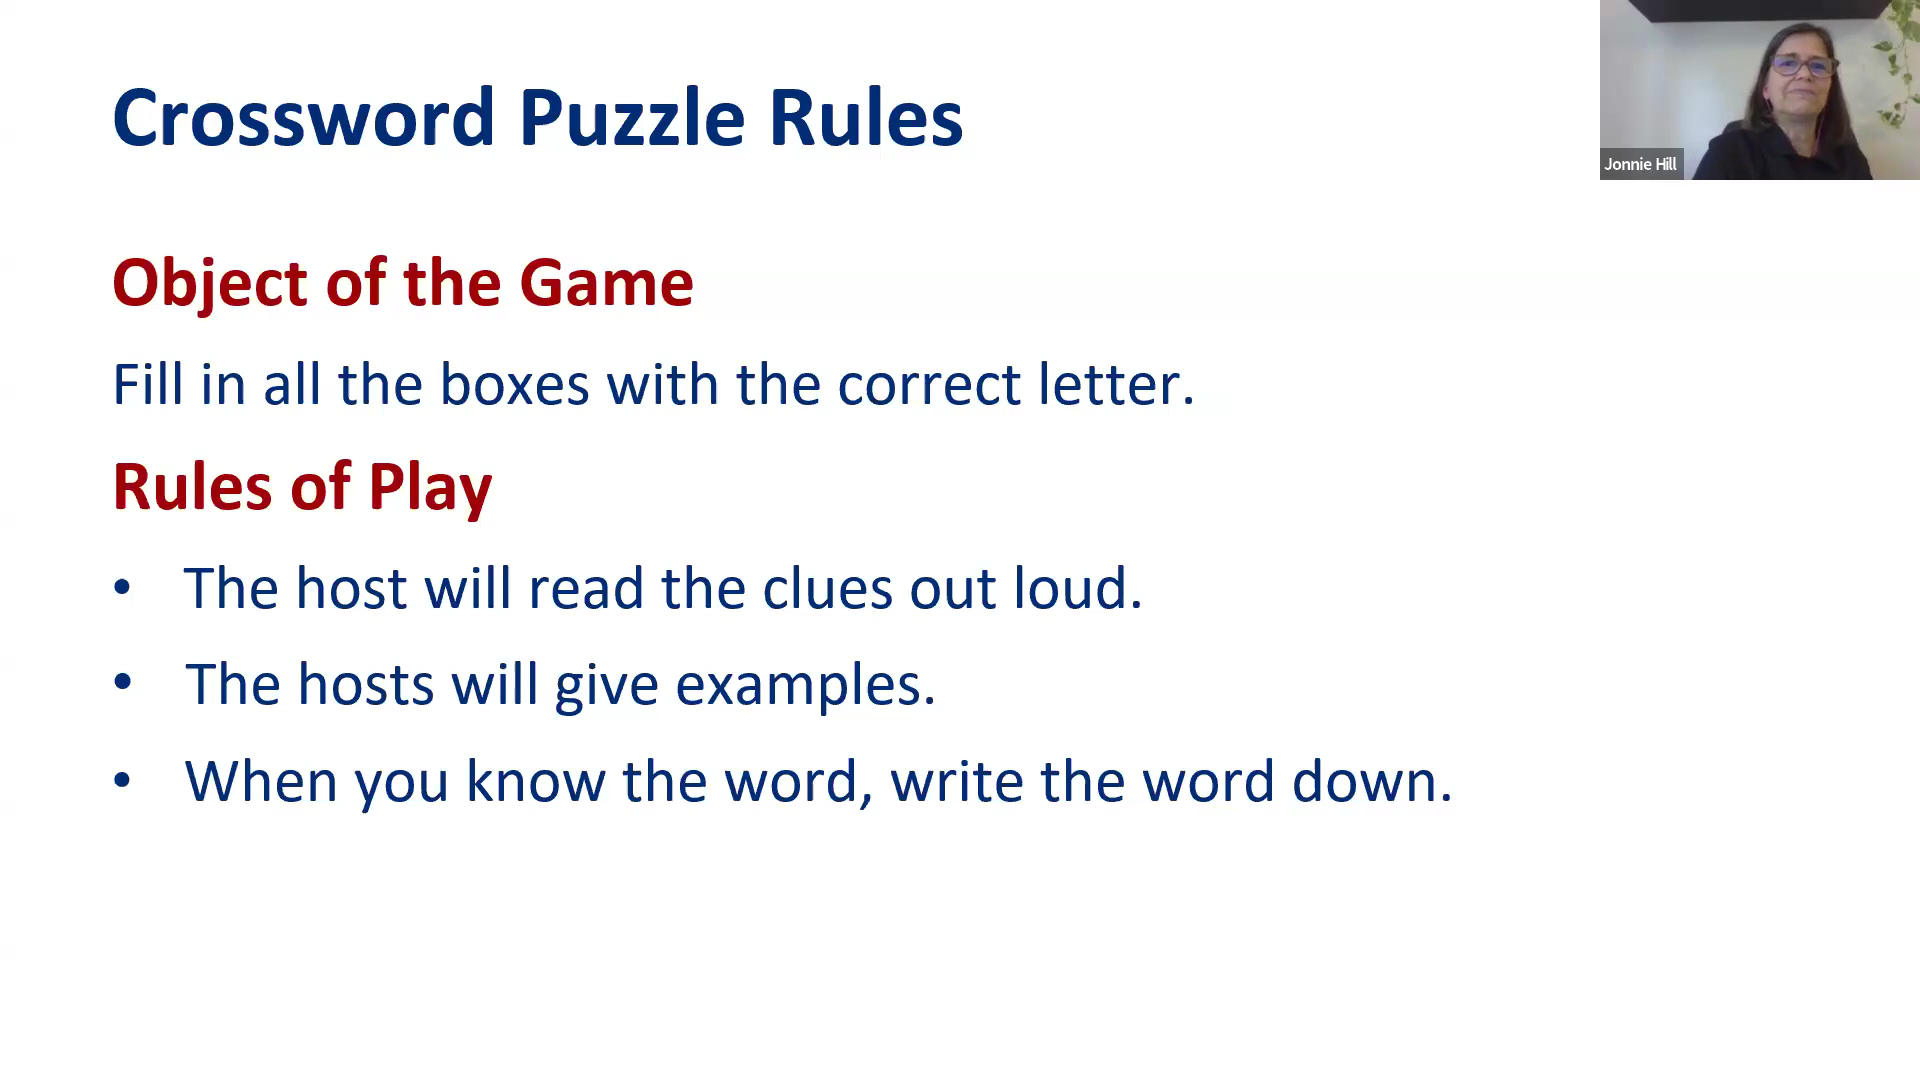 Crossword Puzzle Rules
Jonnie Hill
Object of the Game
Fill in all the boxes with the correct letter.
Rules of Play
• The host will read the clues out loud.
• The hosts will give examples.
• When you know the word, write the word down.